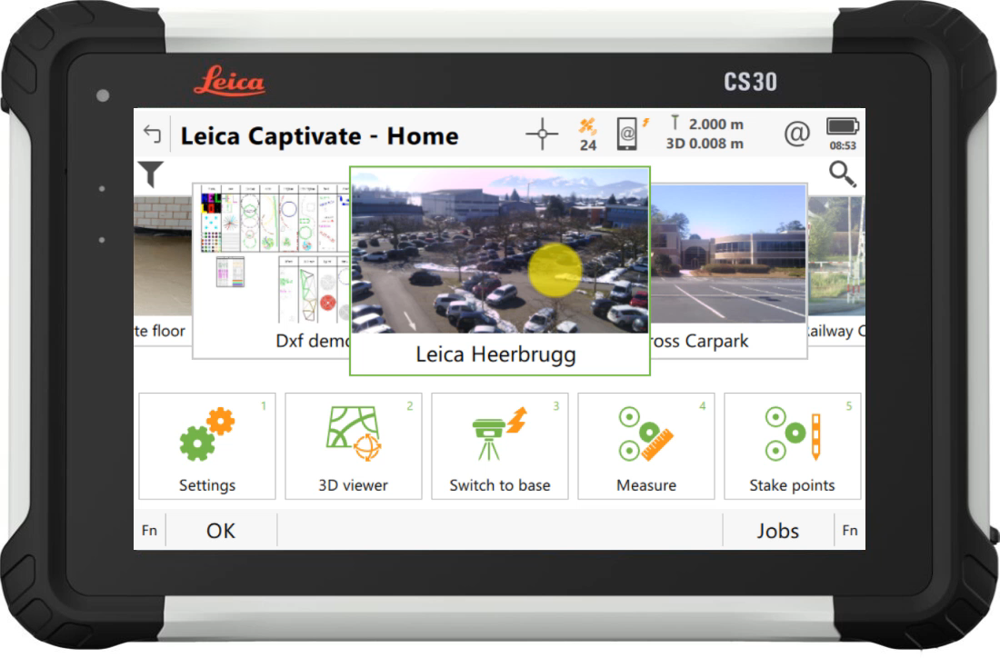 Leica
CS30
Leica Captivate - Home
24
@
2.000 m
3D 0.008 m
@
08:53
te floor
Dxf demo
Leica Heerbrugg
ross Carpark
ailway C
1
Settings
2
3D viewer
3
Switch to base
4
Measure
5
Stake points
Fn
OK
Jobs
Fn